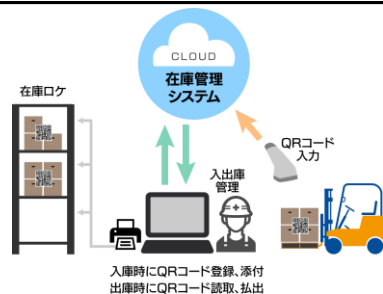 CLOUD
在庫管理
システム
在庫ロケ
QRコード
入力
入出庫
管理
入庫時にQRコード登録、添付
出庫時にQRコード読取、払出